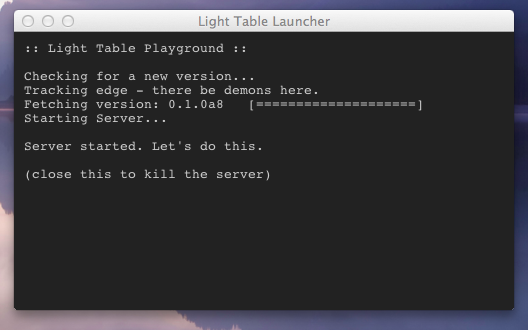 Light Table Launcher
:: Light Table Playground ::
Checking for a new version...
Tracking edge - there be demons here.
Fetching version: 0.1.0a8   [====================]
Starting Server...
Server started. Let's do this.
(close this to kill the server)